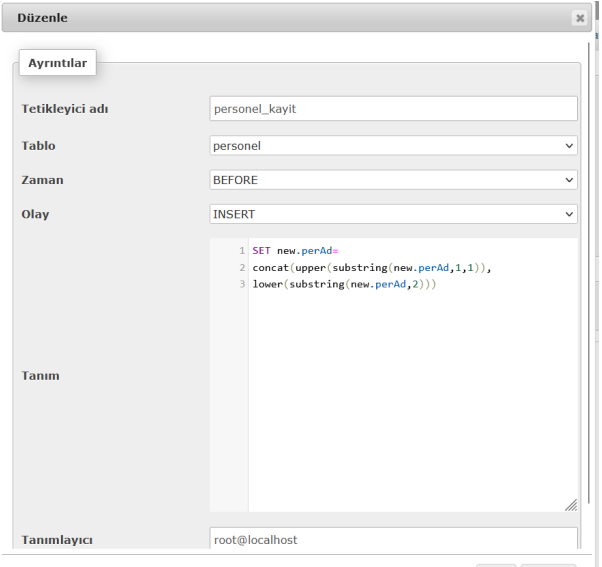 Düzenle
Ayrıntılar
Tetikleyici adı personel_kayit
Tablo personel
Zaman BEFORE
Olay INSERT
Tanım
1 SET new.perAd=
2 concat(upper(substring(new.perAd,1,1)),
3 lower(substring(new.perAd,2)))
Tanımlayıcı root@localhost